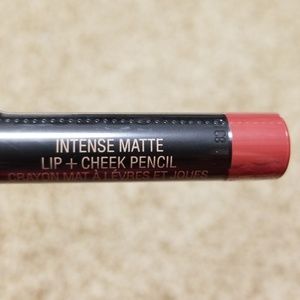 INTENSE MATTE
LIP + CHEEK PENCIL
CRAYON MAT À LÈVRES ET JOUES